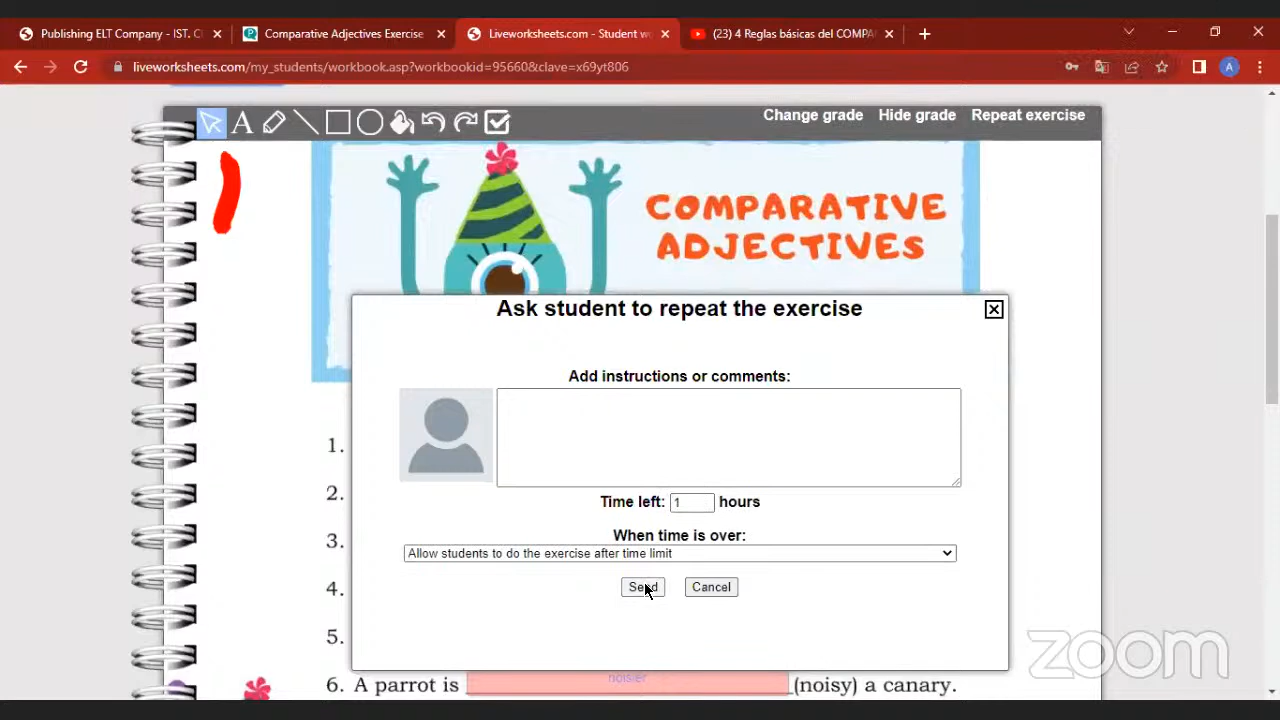 Publishing ELT Company - IST. C
Comparative Adjectives Exercise
Liveworksheets.com - Student wo
(23) 4 Reglas básicas del COMPA
liveworksheets.com/my_students/workbook.asp?workbookid=95660&clave=x69yt806
A
A
Change grade Hide grade Repeat exercise
COMPARATIVE
ADJECTIVES
Ask student to repeat the exercise
Add instructions or comments:
Time left: 1 hours
When time is over:
Allow students to do the exercise after time limit
Send Cancel
1.
2.
3.
4.
5.
6. A parrot is noisier (noisy) a canary.
zoom